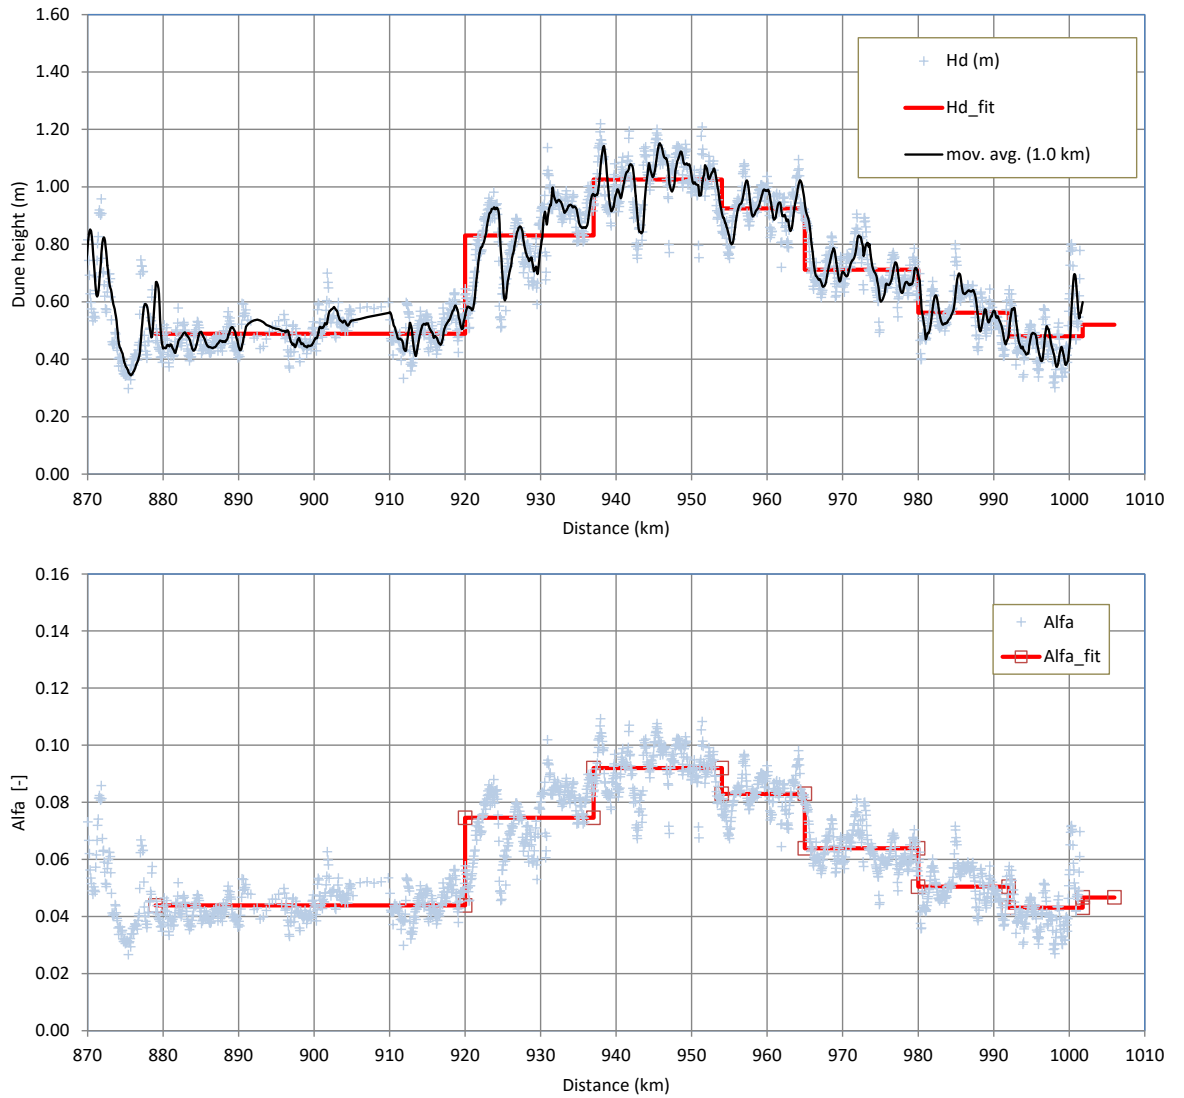 1.60
1.40
1.20
1.00
0.80
0.60
0.40
0.20
0.00
Dune height (m)
Hd (m)
Hd_fit
mov. avg. (1.0 km)
870 880 890 900 910 920 930 940 950 960 970 980 990 1000 1010
Distance (km)
0.16
0.14
0.12
0.10
0.08
0.06
0.04
0.02
0.00
Alfa [-]
Alfa
Alfa_fit
870 880 890 900 910 920 930 940 950 960 970 980 990 1000 1010
Distance (km)